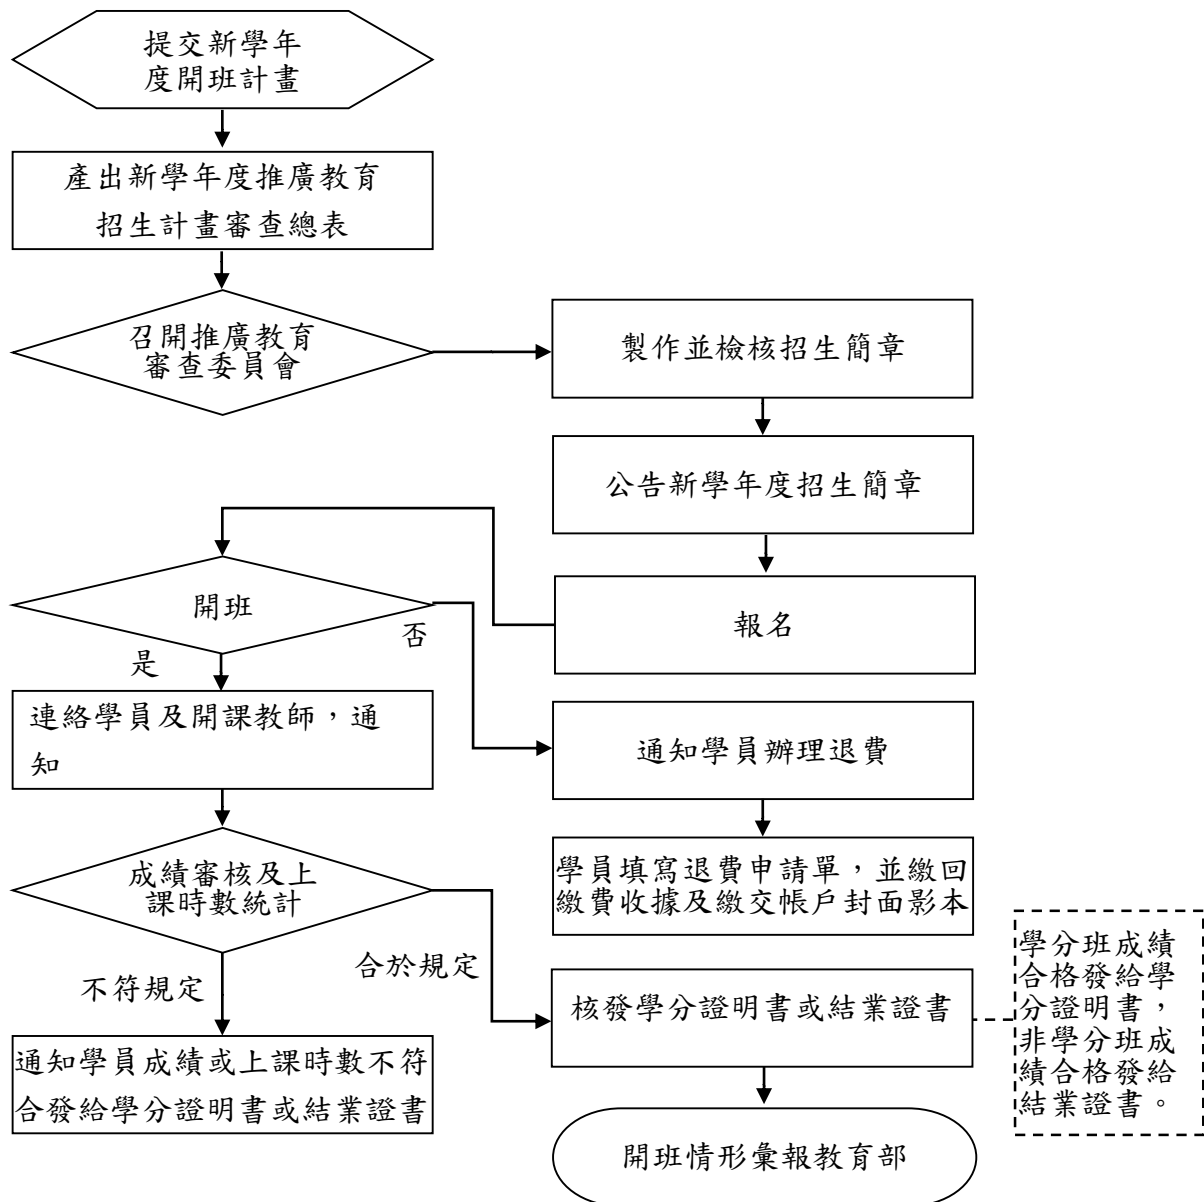 提交新學年
度開班計畫
產出新學年度推廣教育
招生計畫審查總表
召開推廣教育
審查委員會
製作並檢核招生簡章
公告新學年度招生簡章
報名
開班
否
是
連絡學員及開課教師，通
知
通知學員辦理退費
學員填寫退費申請單，並繳回
繳費收據及繳交帳戶封面影本
成績審核及上
課時數統計
合於規定
不符規定
核發學分證明書或結業證書
學分班成績
合格發給學
分證明書，
非學分班成
績合格發給
結業證書。
通知學員成績或上課時數不符
合發給學分證明書或結業證書
開班情形彙報教育部